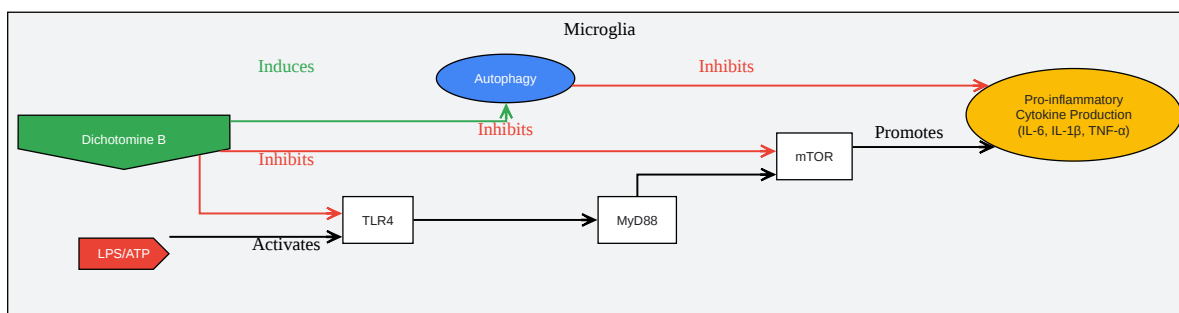 Microglia
Induces
Autophagy
Inhibits
Pro-inflammatory
Cytokine Production
(IL-6, IL-1β, TNF-α)
Dichotomine B
Inhibits
Promotes
Inhibits
mTOR
TLR4
MyD88
LPS/ATP
Activates